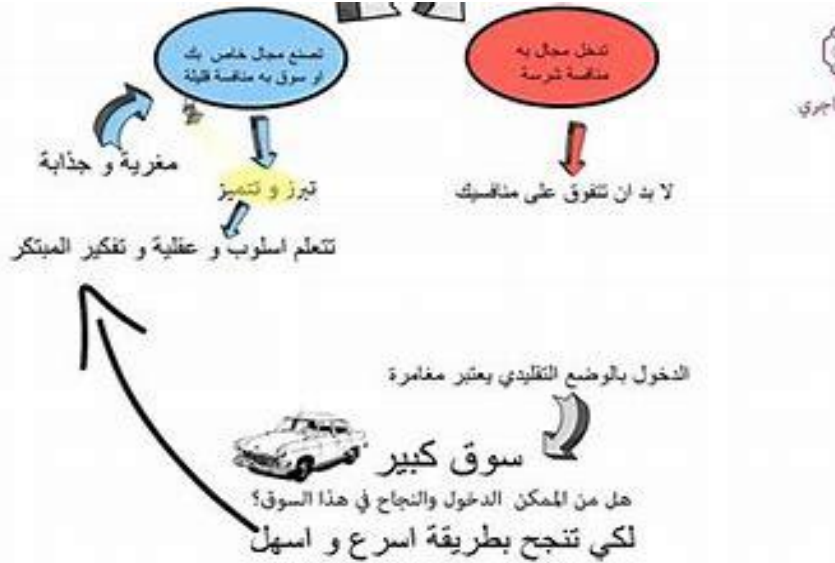 تدخل مجال به
منافسة شرسة
لا بد ان تتفوق على منافسيك
تصنع مجال خاص بك
او سوق به منافسة قليلة
مغرية و جذابة
تبرز و تتميز
تتعلم اسلوب و عقلية و تفكير المبتكر
الدخول بالوضع التقليدي يعتبر مغامرة
سوق كبير
هل من الممكن الدخول والنجاح في هذا السوق؟
لكي تنجح بطريقة اسرع و اسهل